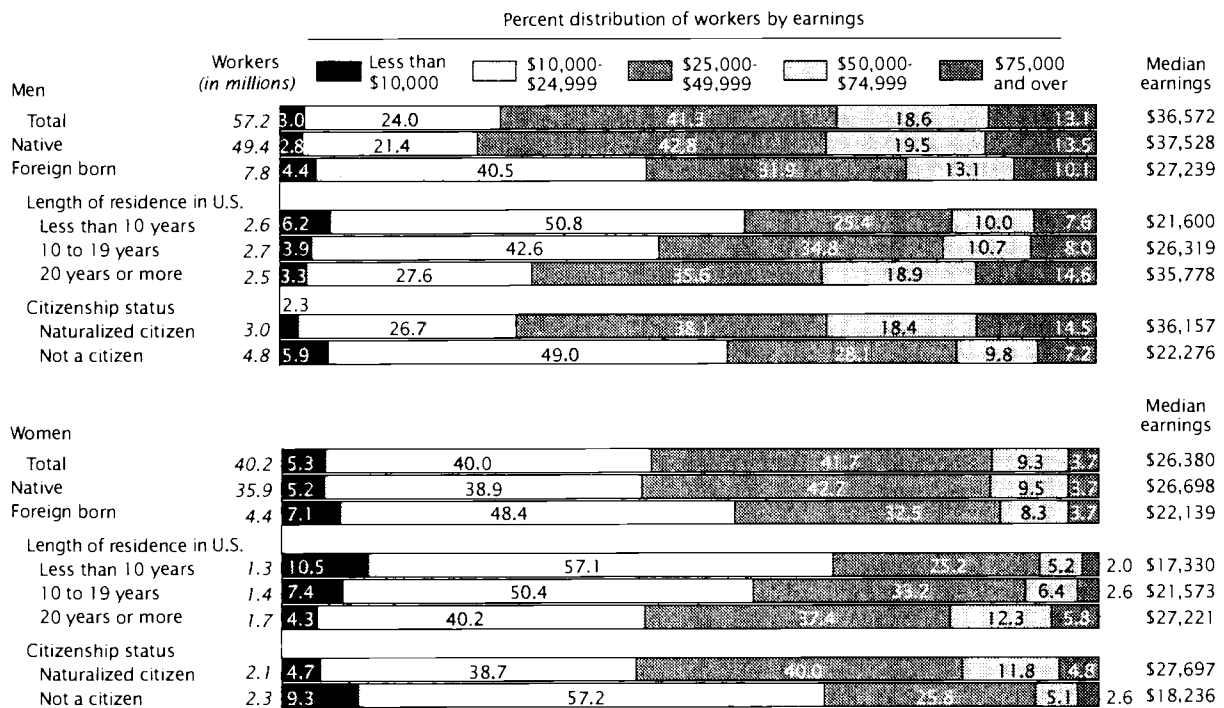 Percent distribution of workers by earnings
Workers Less than $10,000- $25,000- $50,000- $75,000 Median
(in millions) $10,000 $24,999 $49,999 $74,999 and over earnings
Men
Total 57.2 3.0 24.0 41.3 18.6 13.1 $36,572
Native 49.4 2.8 21.4 42.8 19.5 13.5 $37,528
Foreign born 7.8 4.4 40.5 31.9 13.1 10.1 $27,239
Length of residence in U.S.
Less than 10 years 2.6 6.2 50.8 25.4 10.0 7.6 $21,600
10 to 19 years 2.7 3.9 42.6 34.8 10.7 8.0 $26,319
20 years or more 2.5 3.3 27.6 35.6 18.9 14.6 $35,778
Citizenship status 2.3
Naturalized citizen 3.0 26.7 38.1 18.4 14.5 $36,157
Not a citizen 4.8 5.9 49.0 28.1 9.8 7.2 $22,276
Median
Women earnings
Total 40.2 5.3 40.0 41.7 9.3 3.7 $26,380
Native 35.9 5.2 38.9 42.7 9.5 3.7 $26,698
Foreign born 4.4 7.1 48.4 32.5 8.3 3.7 $22,139
Length of residence in U.S.
Less than 10 years 1.3 10.5 57.1 25.2 5.2 2.0 $17,330
10 to 19 years 1.4 7.4 50.4 33.2 6.4 2.6 $21,573
20 years or more 1.7 4.3 40.2 37.4 12.3 5.8 $27,221
Citizenship status
Naturalized citizen 2.1 4.7 38.7 40.0 11.8 4.8 $27,697
Not a citizen 2.3 9.3 57.2 25.8 5.1 2.6 $18,236